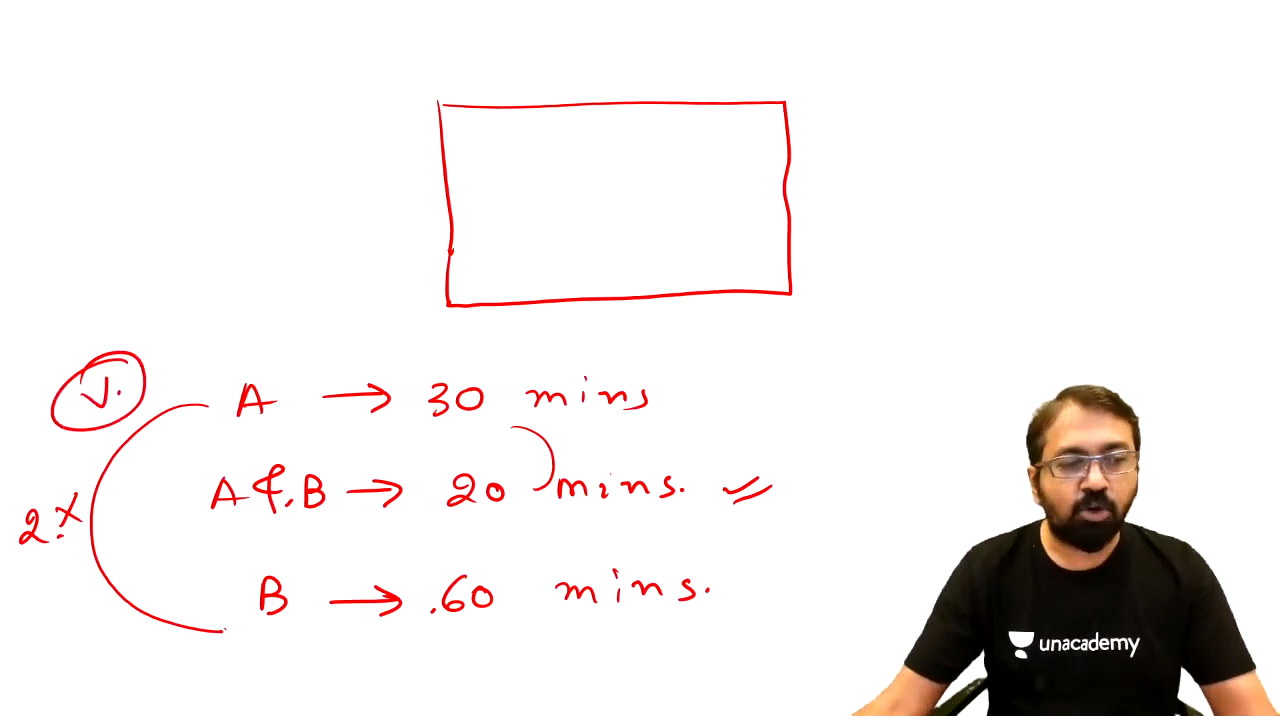 V.
A → 30 mins
A &, B → 20 mins.
2x
B → .60 mins.
unacademy